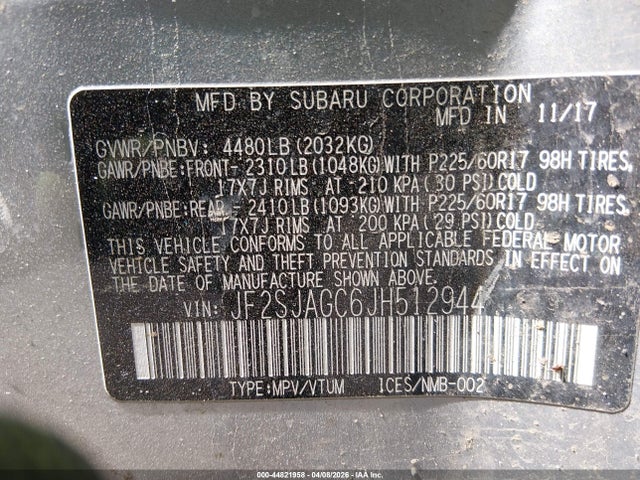 MFD BY SUBARU CORPORATION
MFD IN 11/17
GVWR/PNBV: 4480LB(2032KG)
GAWR/PNBE:FRONT- 2310LB(1048KG)WITH P225/60R17 98H TIRES,
17X7J RIMS AT -210 KPA(30 PSI)COLD
GAWR/PNBE:REAR- 2410LB(1093KG)WITH P225/60R17 98H TIRES,
17X7J RIMS AT 200 KPA(29 PSI)COLD.
THIS VEHICLE CONFORMS TO ALL APPLICABLE FEDERAL MOTOR
VEHICLE SAFETY AND THEFT PREVENTION STANDARDS IN EFFECT ON
THE DATE OF MANUFACTURE SHOWN ABOVE.
VIN: JF2SJAGC6JH512944
TYPE:MPV/VTUM ICES/NMB-002
000-44821958 - 04/08/2026 - IAA Inc.